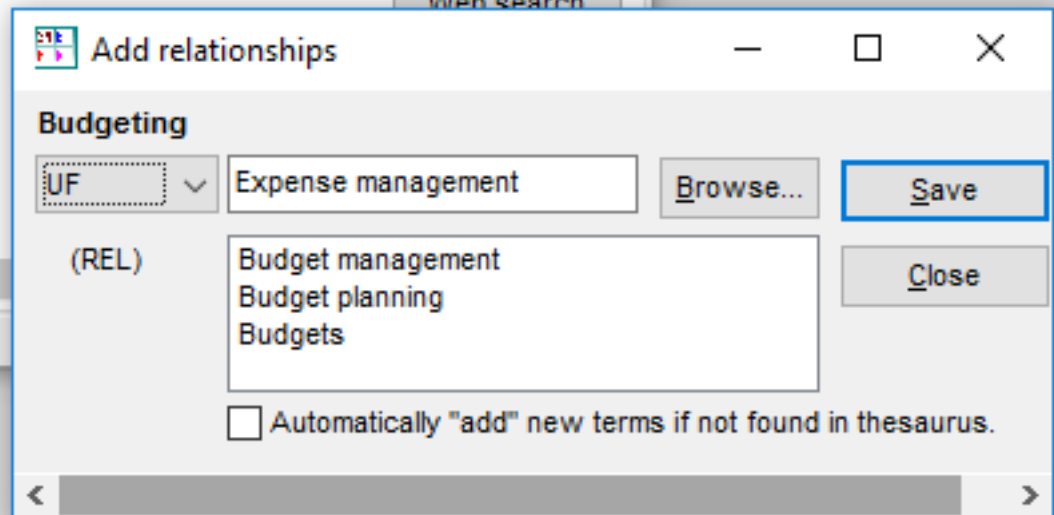 Web search
Add relationships
Budgeting
UF Expense management Browse... Save
(REL) Budget management Close
Budget planning
Budgets
Automatically "add" new terms if not found in thesaurus.